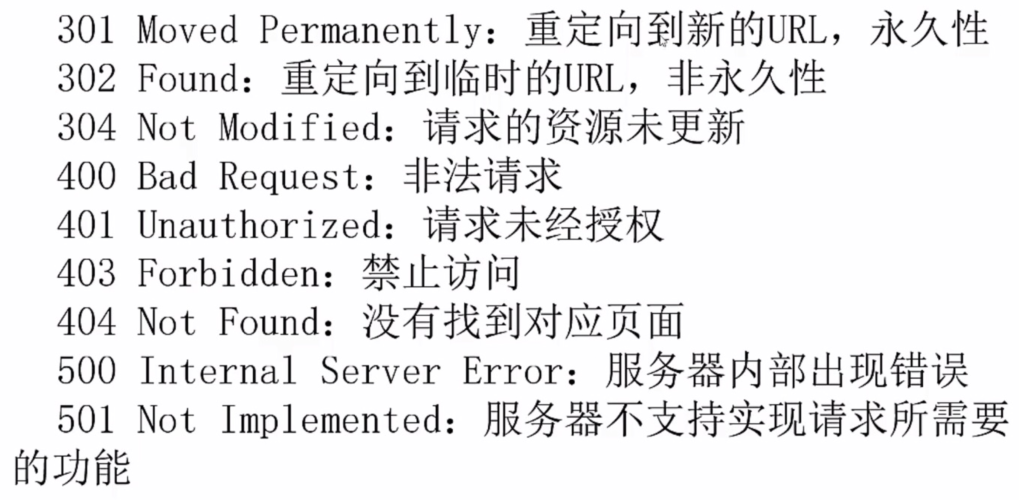 301 Moved Permanently：重定向到新的URL，永久性
302 Found：重定向到临时的URL，非永久性
304 Not Modified：请求的资源未更新
400 Bad Request：非法请求
401 Unauthorized：请求未经授权
403 Forbidden：禁止访问
404 Not Found：没有找到对应页面
500 Internal Server Error：服务器内部出现错误
501 Not Implemented：服务器不支持实现请求所需要
的功能